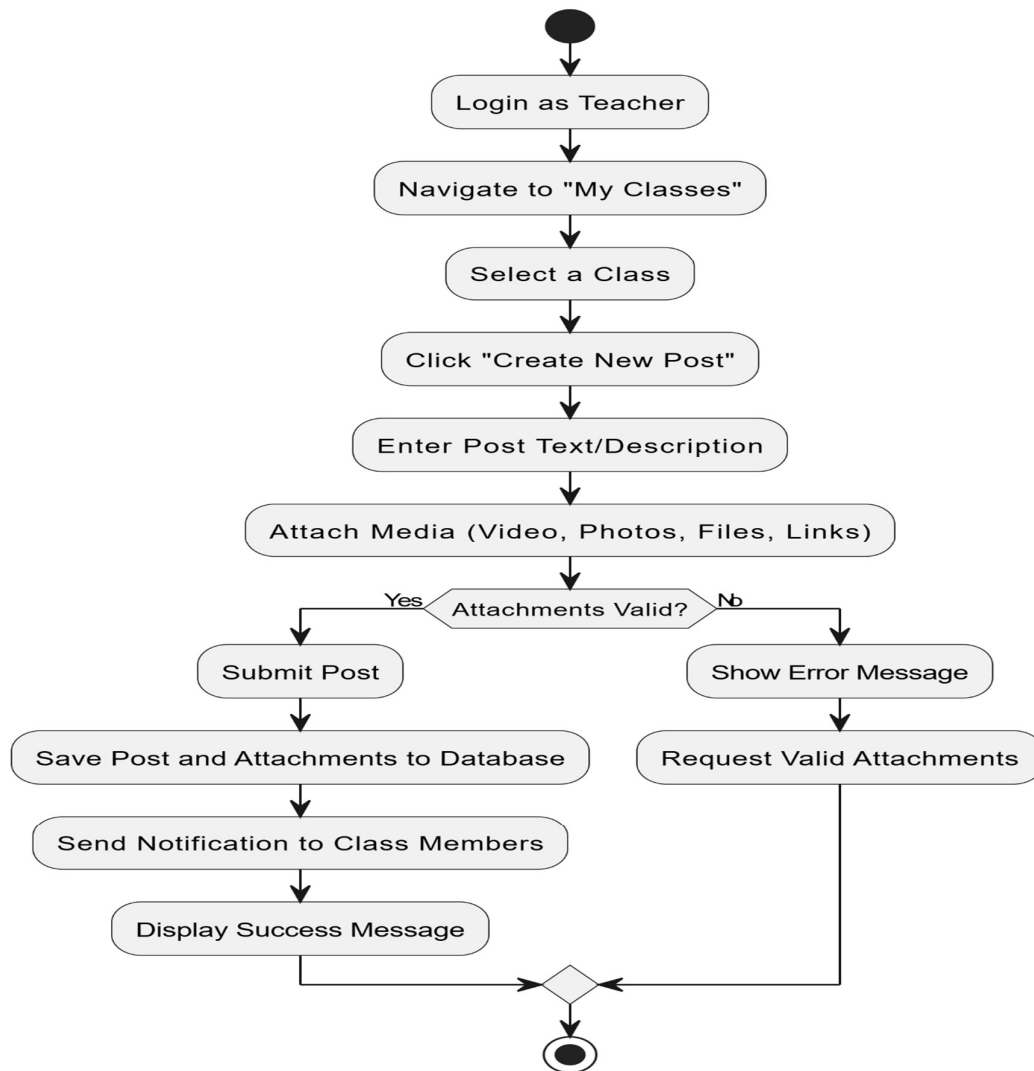 Login as Teacher
Navigate to "My Classes"
Select a Class
Click "Create New Post"
Enter Post Text/Description
Attach Media (Video, Photos, Files, Links)
Yes
Attachments Valid?
No
Submit Post
Show Error Message
Save Post and Attachments to Database
Request Valid Attachments
Send Notification to Class Members
Display Success Message